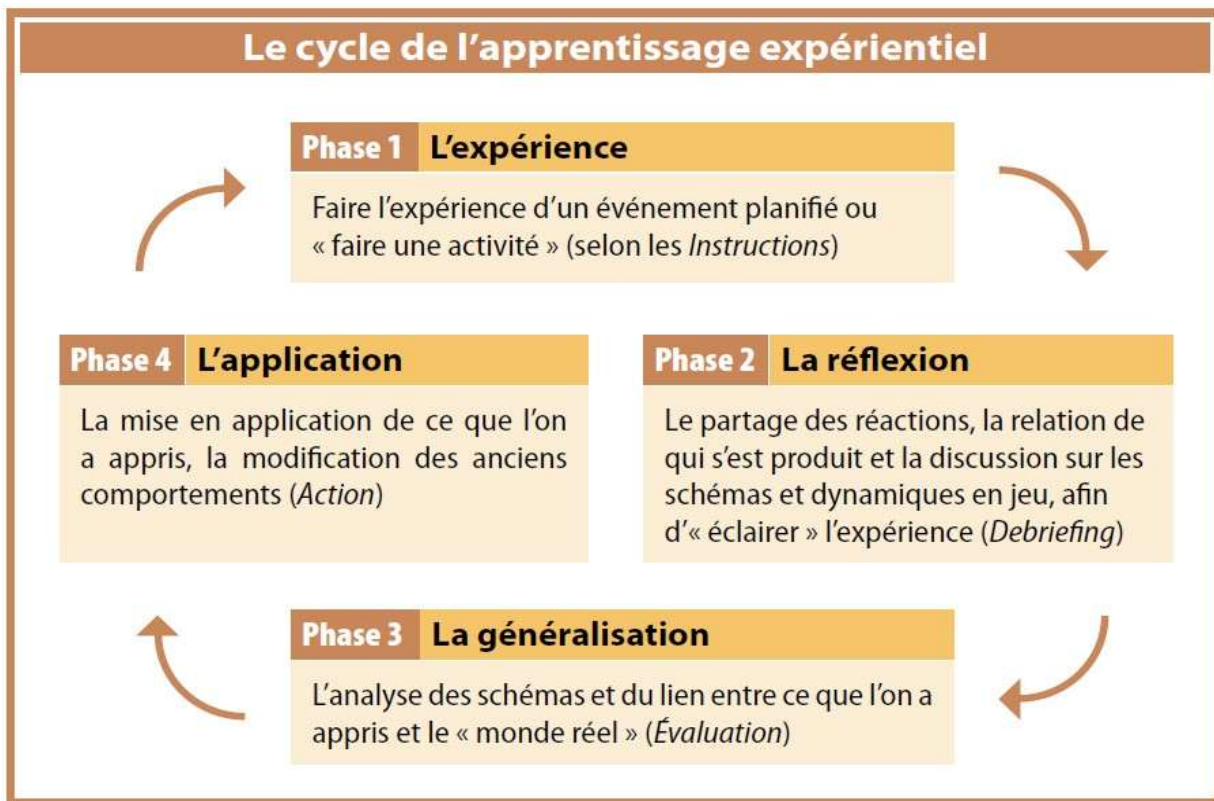 Le cycle de l’apprentissage expérientiel
Phase 1 L’expérience
Faire l’expérience d’un événement planifié ou
« faire une activité » (selon les Instructions)
Phase 2 La réflexion
Le partage des réactions, la relation de
qui s’est produit et la discussion sur les
schémas et dynamiques en jeu, afin
d’« éclairer » l’expérience (Debriefing)
Phase 3 La généralisation
L’analyse des schémas et du lien entre ce que l’on a
appris et le « monde réel » (Évaluation)
Phase 4 L’application
La mise en application de ce que l’on
a appris, la modification des anciens
comportements (Action)